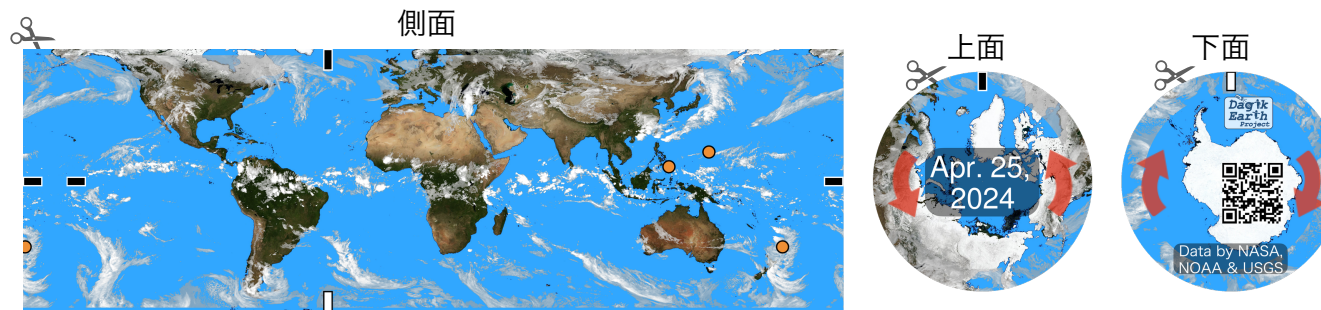 側面
上面
下面
Apr. 25,
2024
Dagik
Earth
Project
Data by NASA,
NOAA & USGS